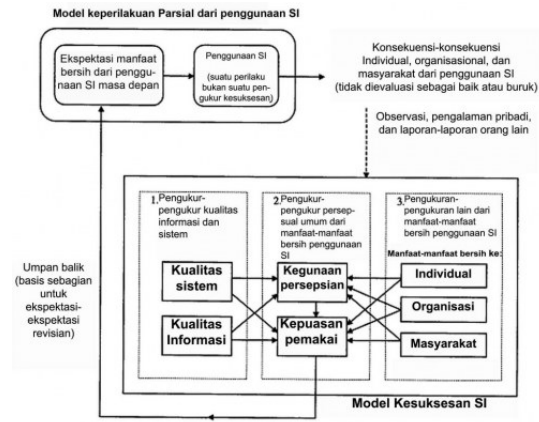 Model keperilakuan Parsial dari penggunaan SI
Ekspektasi manfaat
bersih dari penggu-
naan SI masa depan
Penggunaan SI
(suatu perilaku
bukan suatu pen-
gukur kesuksesan)
Konsekuensi-konsekuensi
Individual, organisasional, dan
masyarakat dari penggunaan SI
(tidak dievaluasi sebagai baik atau buruk)
Observasi, pengalaman pribadi,
dan laporan-laporan orang lain
1.Pengukur-
pengukur kualitas
informasi dan
sistem
2.Pengukur-
pengukur persep-
sual umum dari
manfaat-manfaat
bersih penggunaan
SI
3.Pengukuran-
pengukuran lain dari
manfaat-manfaat
bersih penggunaan SI
Manfaat-manfaat bersih ke:
Kualitas
sistem
Kualitas
Informasi
Kegunaan
persepsian
Kepuasan
pemakai
Individual
Organisasi
Masyarakat
Umpan balik
(basis sebagian
untuk
ekspektasi-
ekspektasi
revisian)
Model Kesuksesan SI